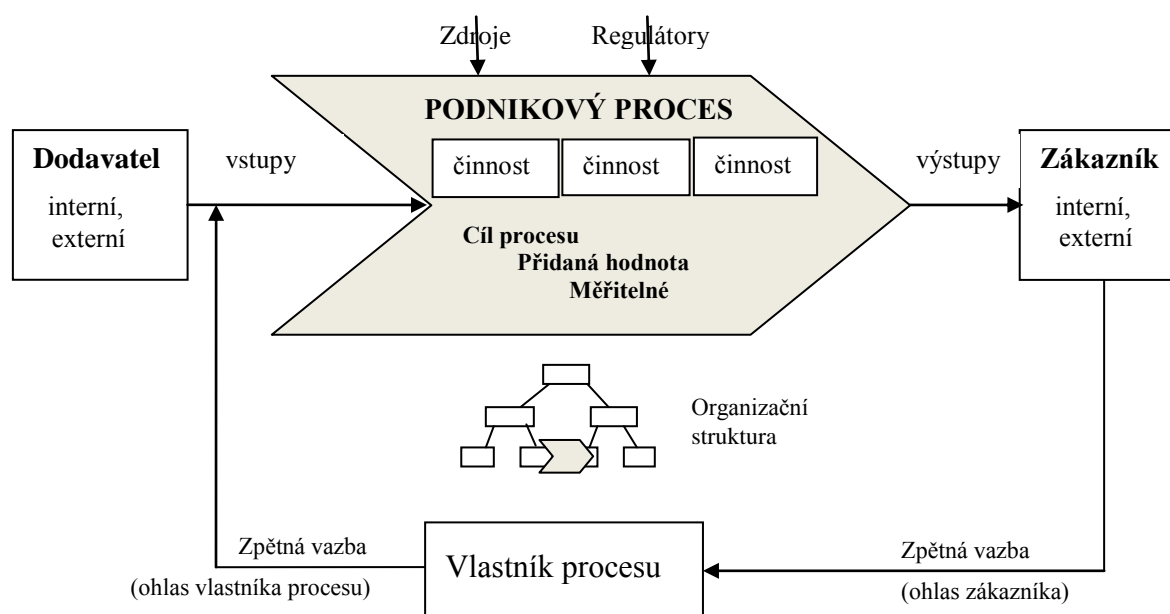 Zdroje
Regulátory
PODNIKOVÝ PROCES
Dodavatel
interní,
externí
vstupy
činnost
činnost
činnost
výstupy
Zákazník
interní,
externí
Cíl procesu
Přidaná hodnota
Měřitelné
Organizační
struktura
Zpětná vazba
(ohlas vlastníka procesu)
Vlastník procesu
Zpětná vazba
(ohlas zákazníka)